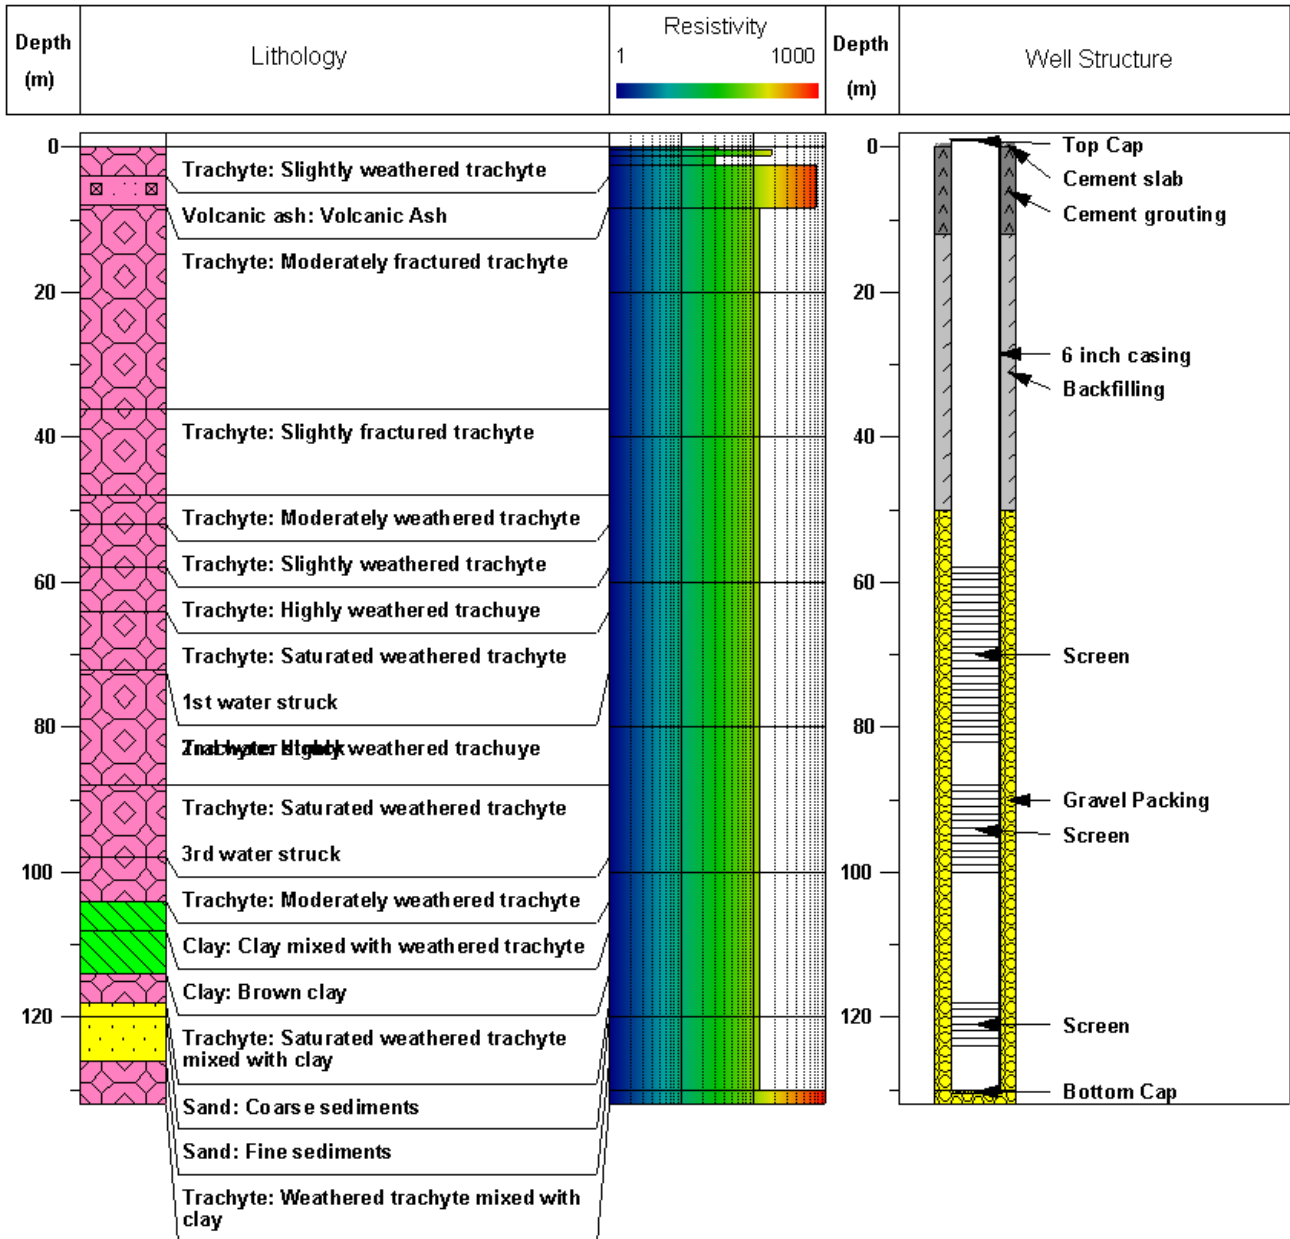 Depth
(m)
Lithology
Resistivity
1 1000
Depth
(m)
Well Structure
0
20
40
60
80
100
120
Trachyte: Slightly weathered trachyte
Volcanic ash: Volcanic Ash
Trachyte: Moderately fractured trachyte
Trachyte: Slightly fractured trachyte
Trachyte: Moderately weathered trachyte
Trachyte: Slightly weathered trachyte
Trachyte: Highly weathered trachuye
Trachyte: Saturated weathered trachyte
1st water struck
weathered trachuye
Trachyte: Saturated weathered trachyte
3rd water struck
Trachyte: Moderately weathered trachyte
Clay: Clay mixed with weathered trachyte
Clay: Brown clay
Trachyte: Saturated weathered trachyte
mixed with clay
Sand: Coarse sediments
Sand: Fine sediments
Trachyte: Weathered trachyte mixed with
clay
0
20
40
60
80
100
120
Top Cap
Cement slab
Cement grouting
6 inch casing
Backfilling
Screen
Gravel Packing
Screen
Screen
Bottom Cap